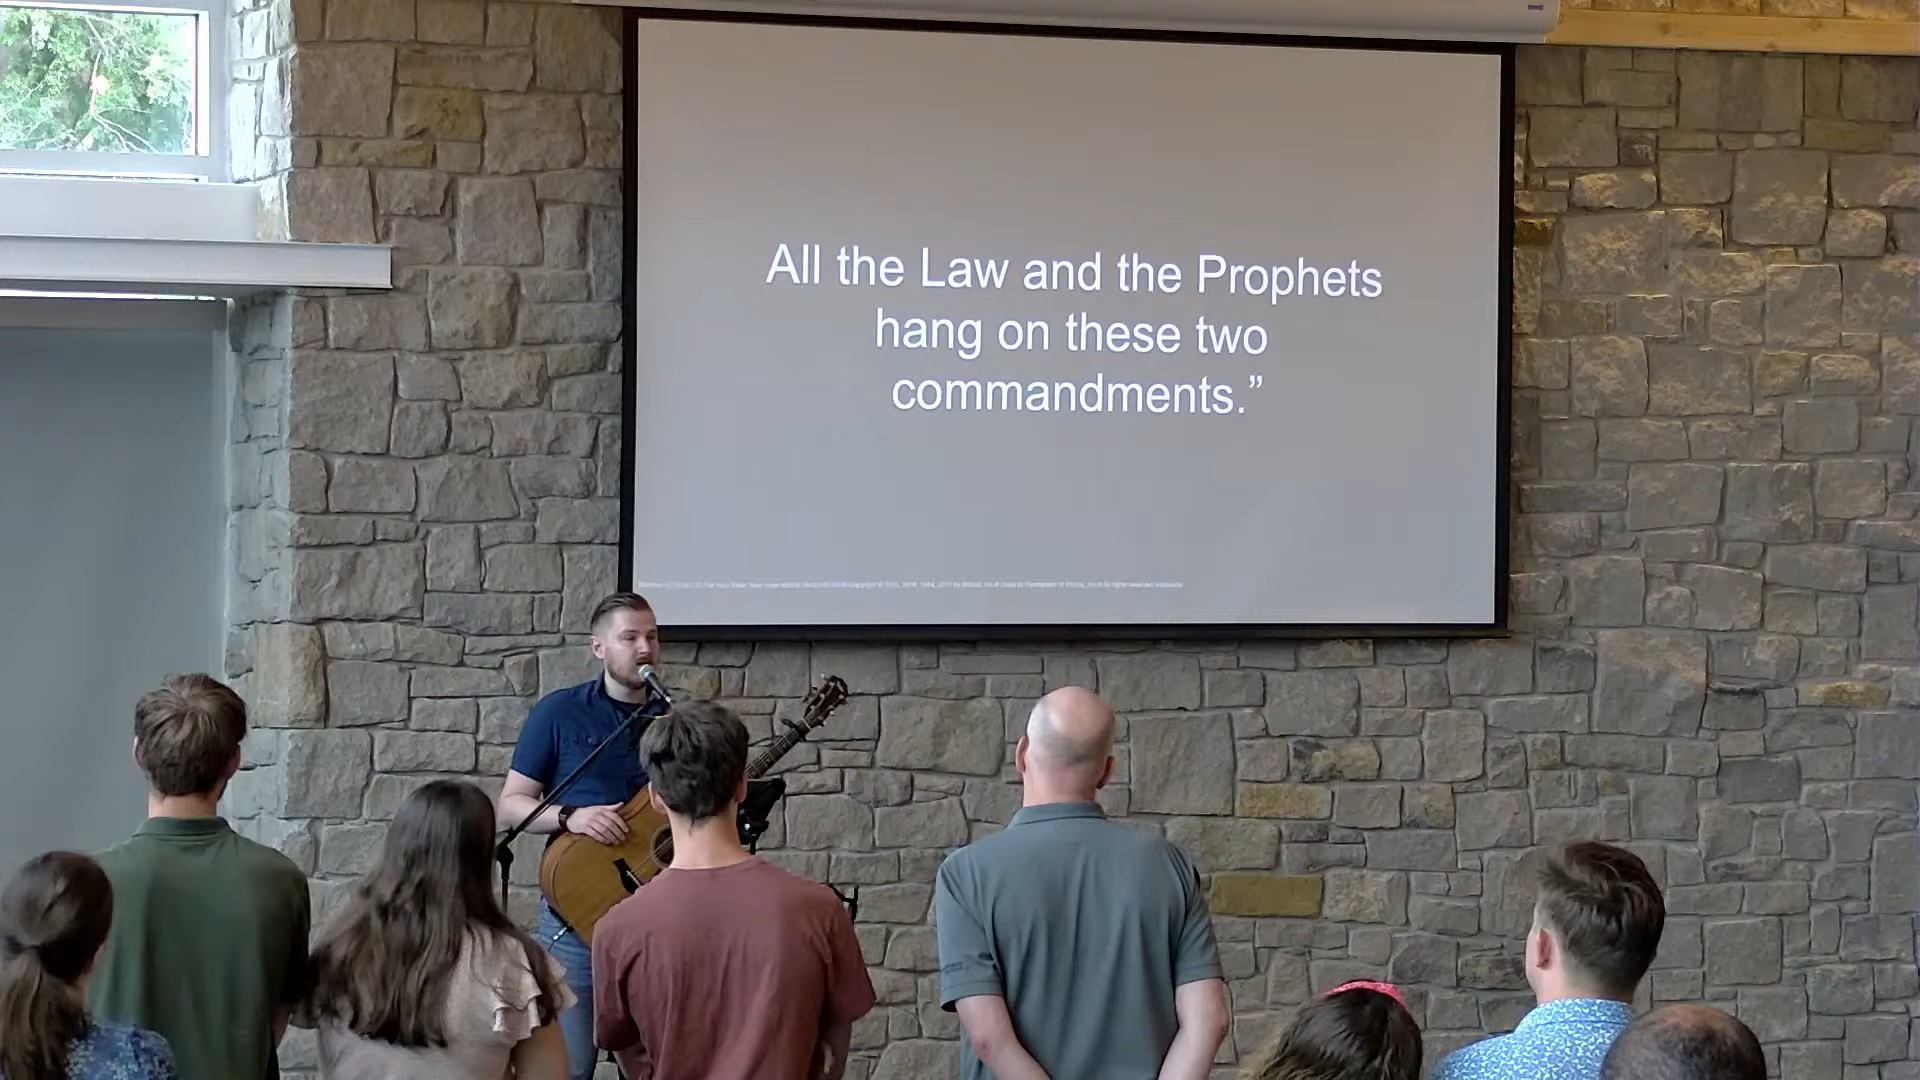 All the Law and the Prophets
hang on these two
commandments.”